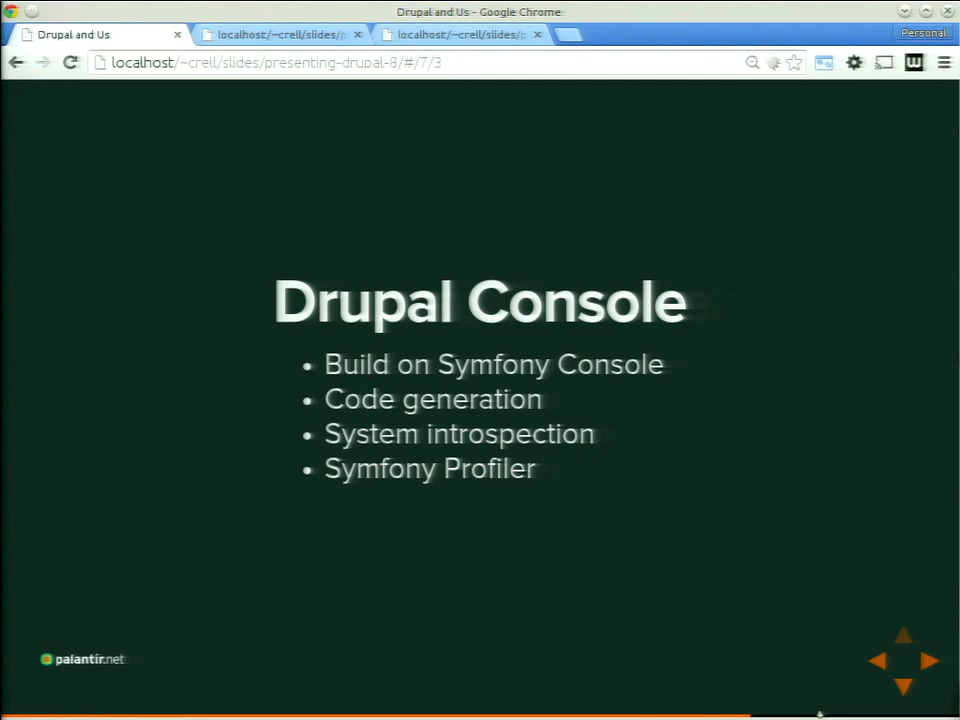 Drupal and Us - Google Chrome
Drupal and Us
localhost/~crell/slides/p
localhost/~crell/slides/p
Personal
localhost/~crell/slides/presenting-drupal-8/#/7/3
Drupal Console
• Build on Symfony Console
• Code generation
• System introspection
• Symfony Profiler
palantir.net